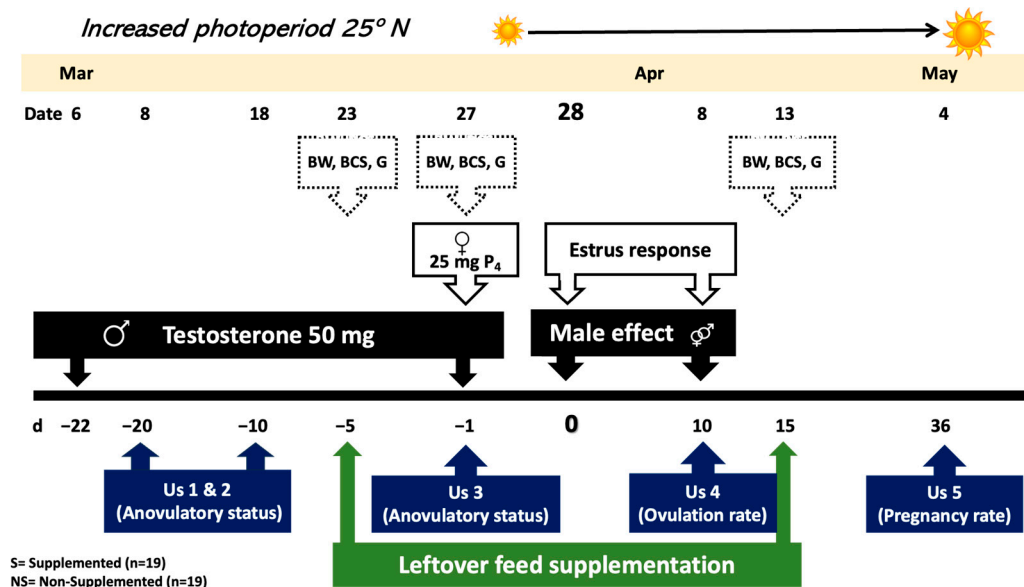 Increased photoperiod 25° N
Mar Apr May
Date 6 8 18 23 27 28 8 13 4
BW, BCS, G BW, BCS, G BW, BCS, G
♀
25 mg P₄
Estrus response
♂ Testosterone 50 mg
Male effect ⚤
d −22 −20 −10 −5 −1 0 10 15 36
Us 1 & 2
(Anovulatory status)
Us 3
(Anovulatory status)
Us 4
(Ovulation rate)
Us 5
(Pregnancy rate)
Leftover feed supplementation
S= Supplemented (n=19)
NS= Non-Supplemented (n=19)